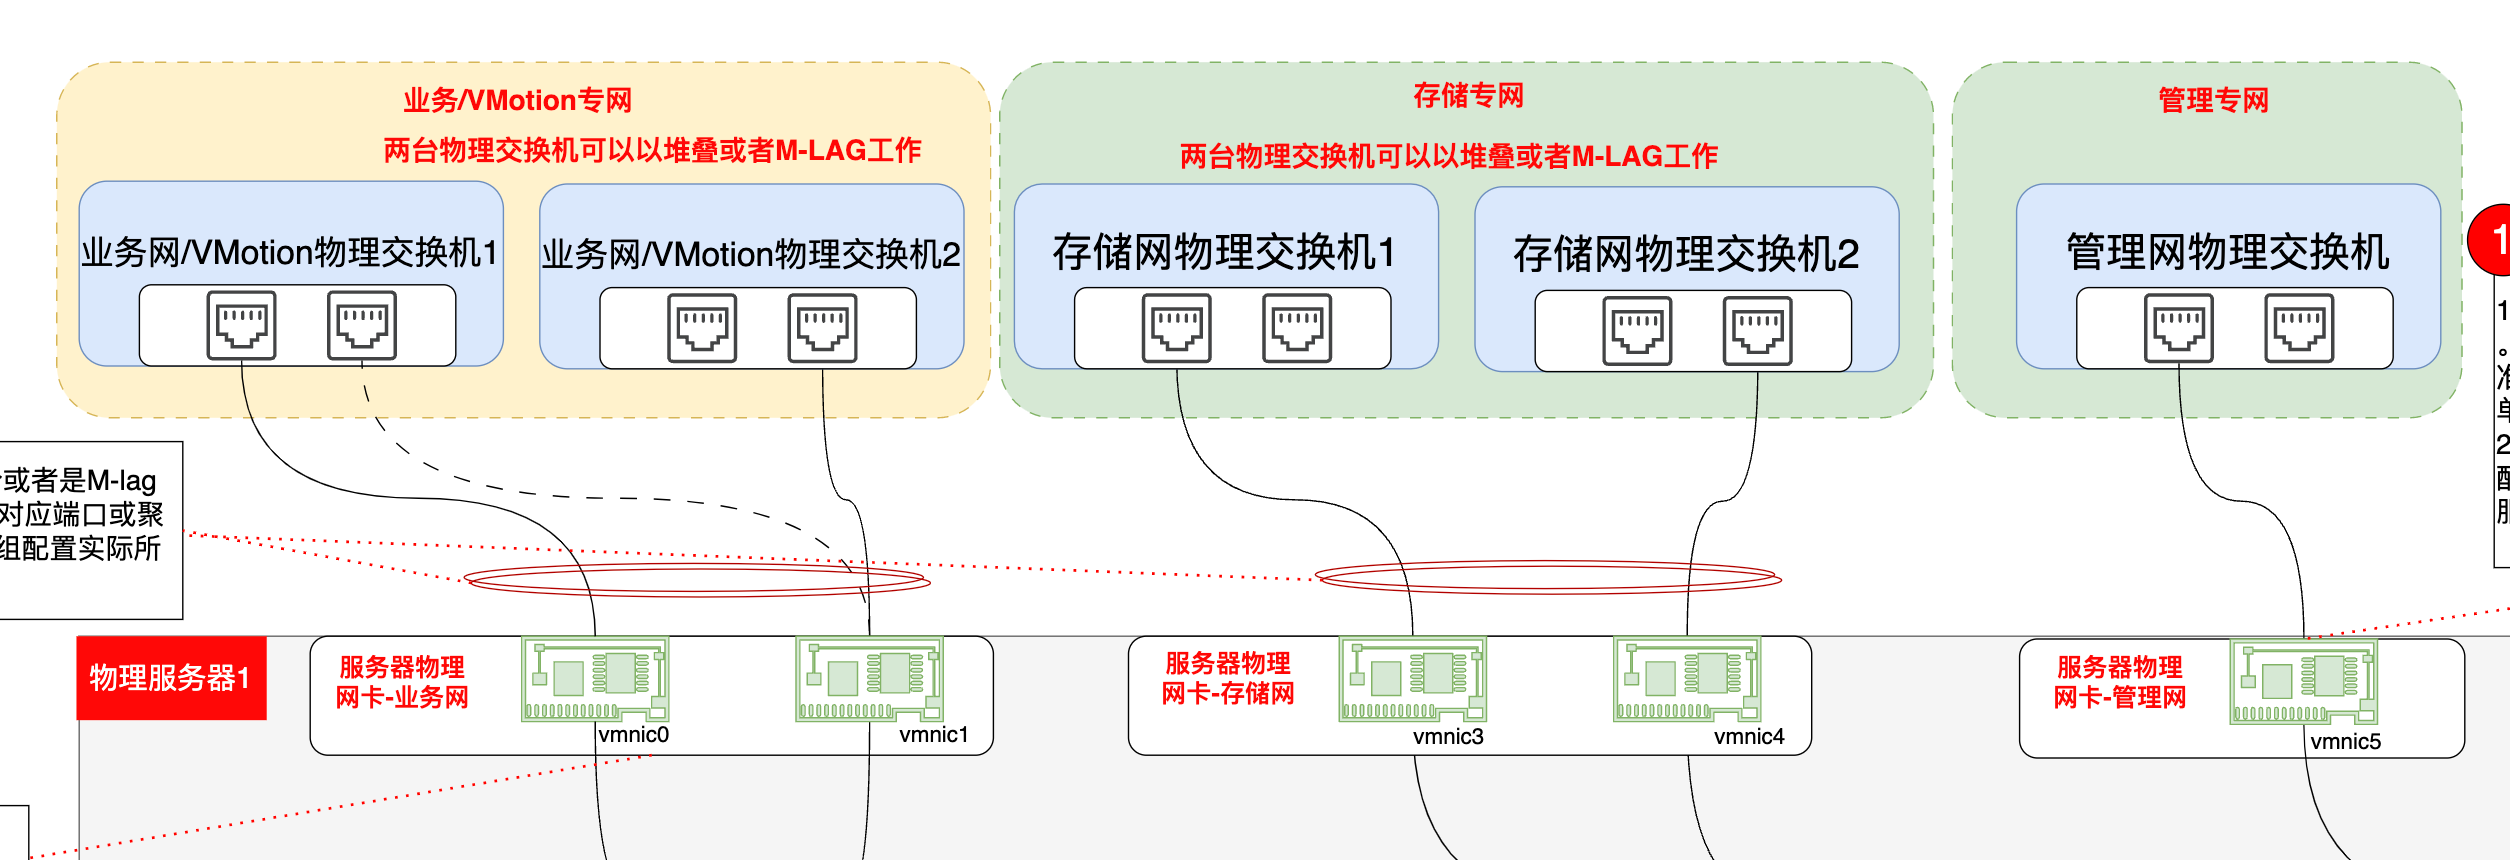 业务/VMotion专网
两台物理交换机可以以堆叠或者M-LAG工作
业务网/VMotion物理交换机1
业务网/VMotion物理交换机2
存储专网
两台物理交换机可以以堆叠或者M-LAG工作
存储网物理交换机1
存储网物理交换机2
管理专网
管理网物理交换机
1
1
。
单
2
配
服
或者是M-lag
对应端口或聚
组配置实际所
物理服务器1
服务器物理
网卡-业务网
vmnic0
vmnic1
服务器物理
网卡-存储网
vmnic3
vmnic4
服务器物理
网卡-管理网
vmnic5